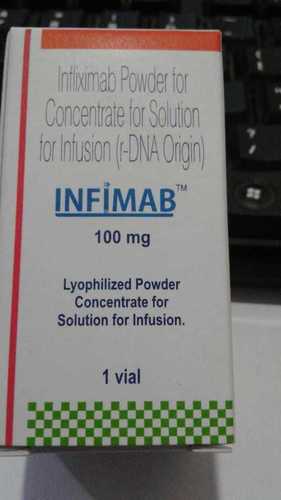 Infliximab Powder for
Concentrate for Solution
for Infusion (r-DNA Origin)
INFIMAB™
100 mg
Lyophilized Powder
Concentrate for
Solution for Infusion.
1 vial